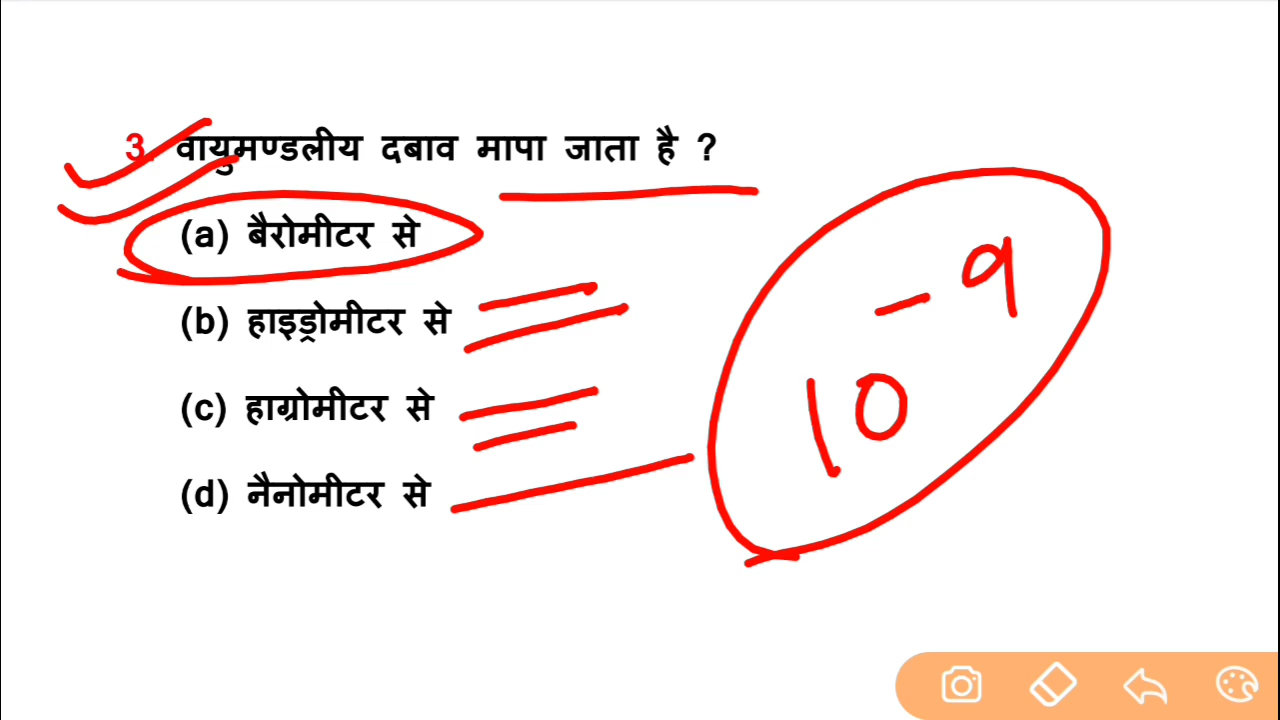 3. वायुमण्डलीय दबाव मापा जाता है ?
(a) बैरोमीटर से
(b) हाइड्रोमीटर से
(c) हाग्रोमीटर से
(d) नैनोमीटर से
10⁻⁹